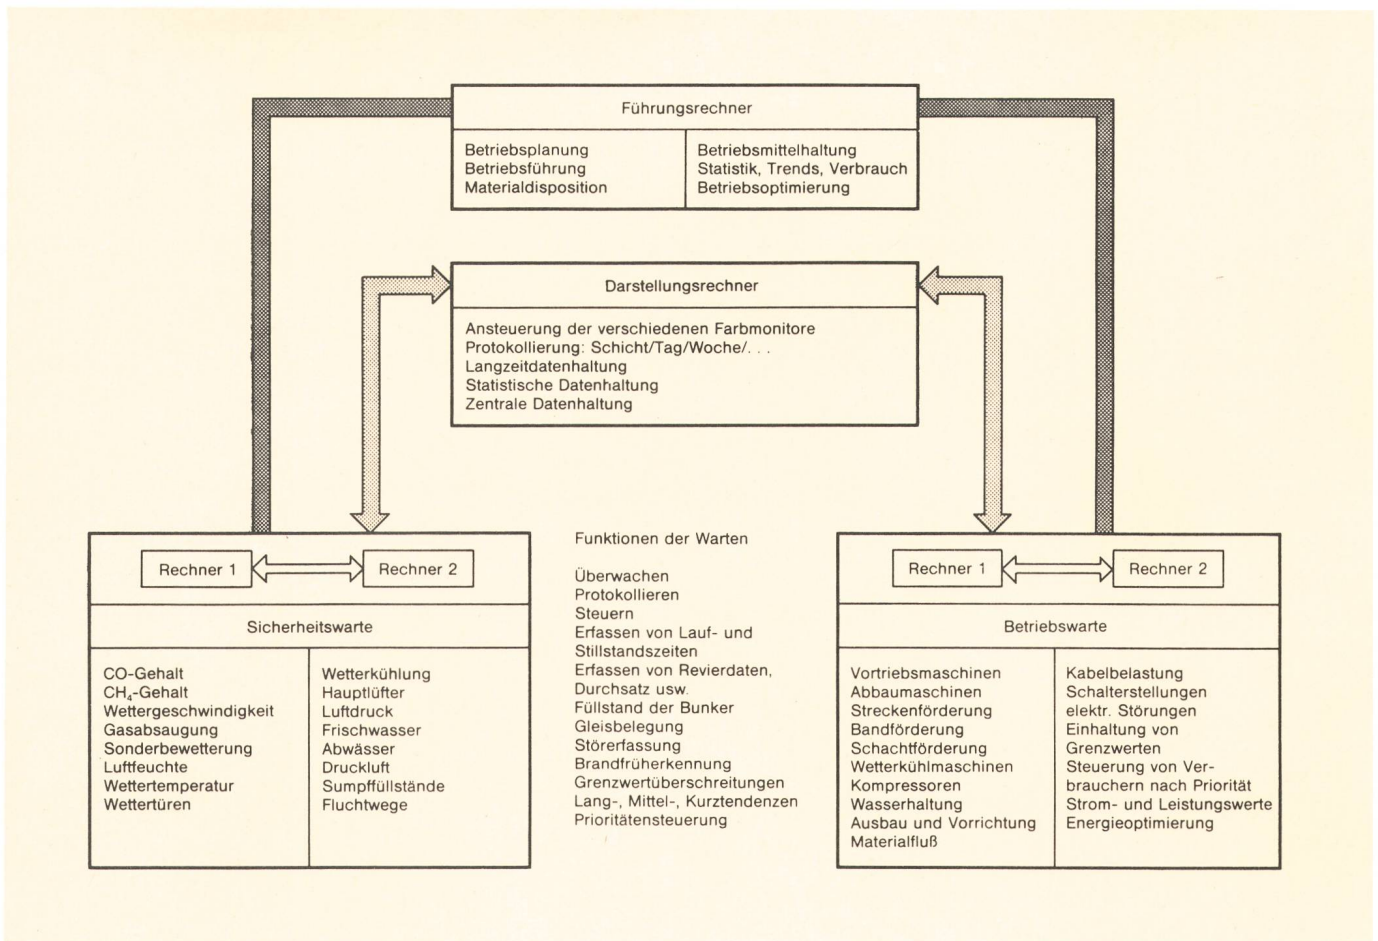 Führungsrechner
Betriebsplanung
Betriebsführung
Materialdisposition
Betriebsmittelhaltung
Statistik, Trends, Verbrauch
Betriebsoptimierung
Darstellungsrechner
Ansteuerung der verschiedenen Farbmonitore
Protokollierung: Schicht/Tag/Woche/. . .
Langzeitdatenhaltung
Statistische Datenhaltung
Zentrale Datenhaltung
Rechner 1
Rechner 2
Sicherheitswarte
CO-Gehalt
CH₄-Gehalt
Wettergeschwindigkeit
Gasabsaugung
Sonderbewetterung
Luftfeuchte
Wettertemperatur
Wettertüren
Wetterkühlung
Hauptlüfter
Luftdruck
Frischwasser
Abwässer
Druckluft
Sumpffüllstände
Fluchtwege
Funktionen der Warten
Überwachen
Protokollieren
Steuern
Erfassen von Lauf- und
Stillstandszeiten
Erfassen von Revierdaten,
Durchsatz usw.
Füllstand der Bunker
Gleisbelegung
Störerfassung
Brandfrüherkennung
Grenzwertüberschreitungen
Lang-, Mittel-, Kurztendenzen
Prioritätensteuerung
Rechner 1
Rechner 2
Betriebswarte
Vortriebsmaschinen
Abbaumaschinen
Streckenförderung
Bandförderung
Schachtförderung
Wetterkühlmaschinen
Kompressoren
Wasserhaltung
Ausbau und Vorrichtung
Materialfluß
Kabelbelastung
Schalterstellungen
elektr. Störungen
Einhaltung von
Grenzwerten
Steuerung von Ver-
brauchern nach Priorität
Strom- und Leistungswerte
Energieoptimierung